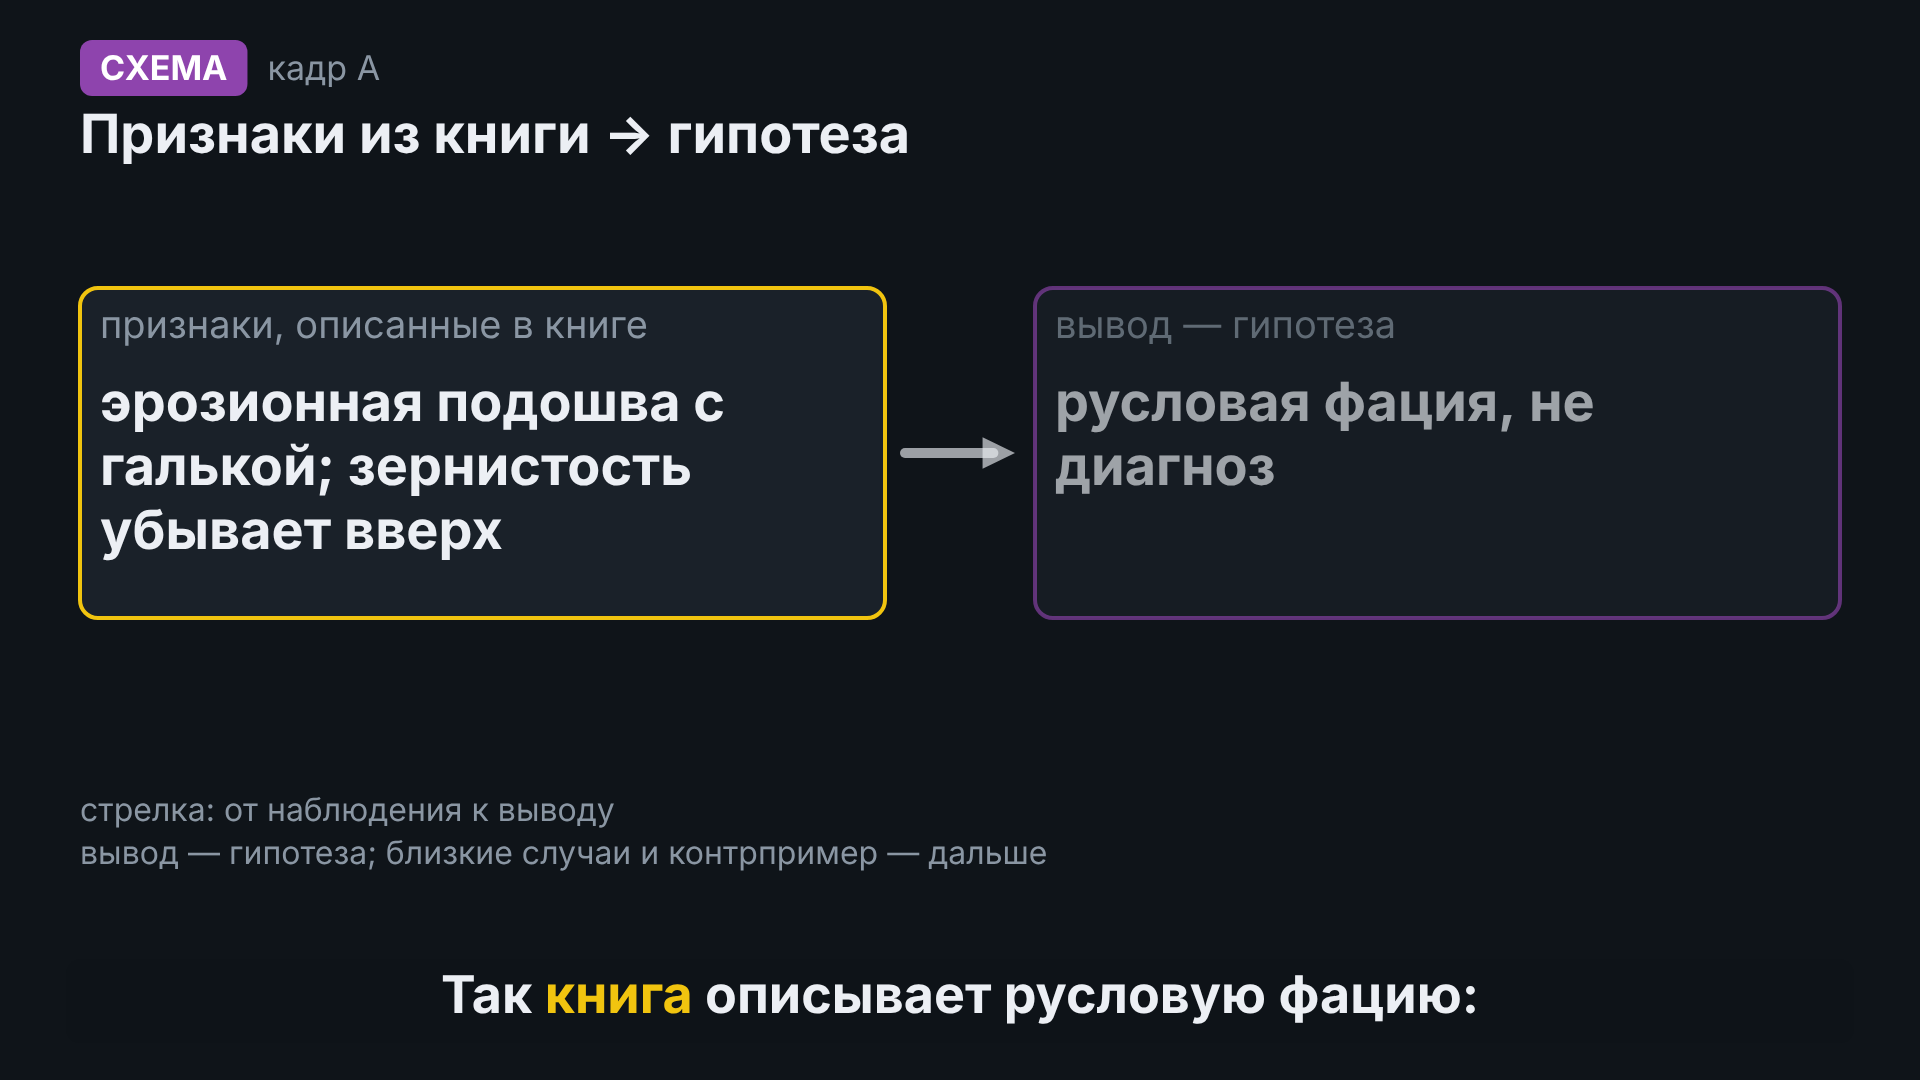 СХЕМА кадр А
Признаки из книги → гипотеза
признаки, описанные в книге
эрозионная подошва с
галькой; зернистость
убывает вверх
вывод — гипотеза
русловая фация, не
диагноз
стрелка: от наблюдения к выводу
вывод — гипотеза; близкие случаи и контрпример — дальше
Так книга описывает русловую фацию: